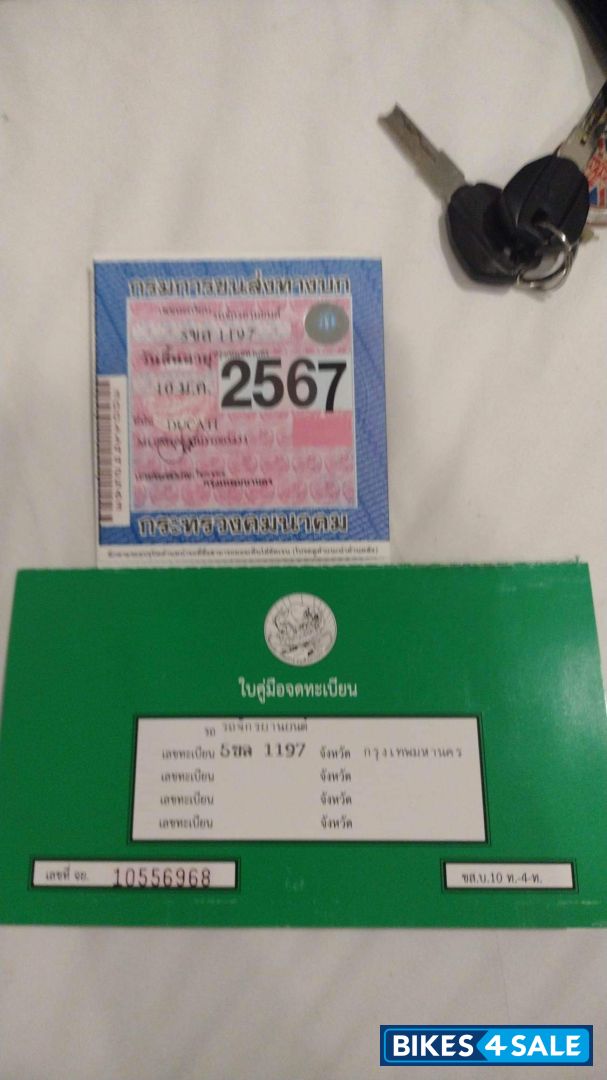 กรมการขนส่งทางบก
5ขล 1197
วันสิ้นอายุ
10 ม.ค. 2567
DUCATI
กรุงเทพมหานคร
กระทรวงคมนาคม
ใบคู่มือจดทะเบียน
รถ รถจักรยานยนต์
เลขทะเบียน 5ขล 1197 จังหวัด กรุงเทพมหานคร
เลขทะเบียน จังหวัด
เลขทะเบียน จังหวัด
เลขทะเบียน จังหวัด
เลขที่ จย. 10556968
ขส.บ.10 ท.-4-ท.
BIKES4SALE